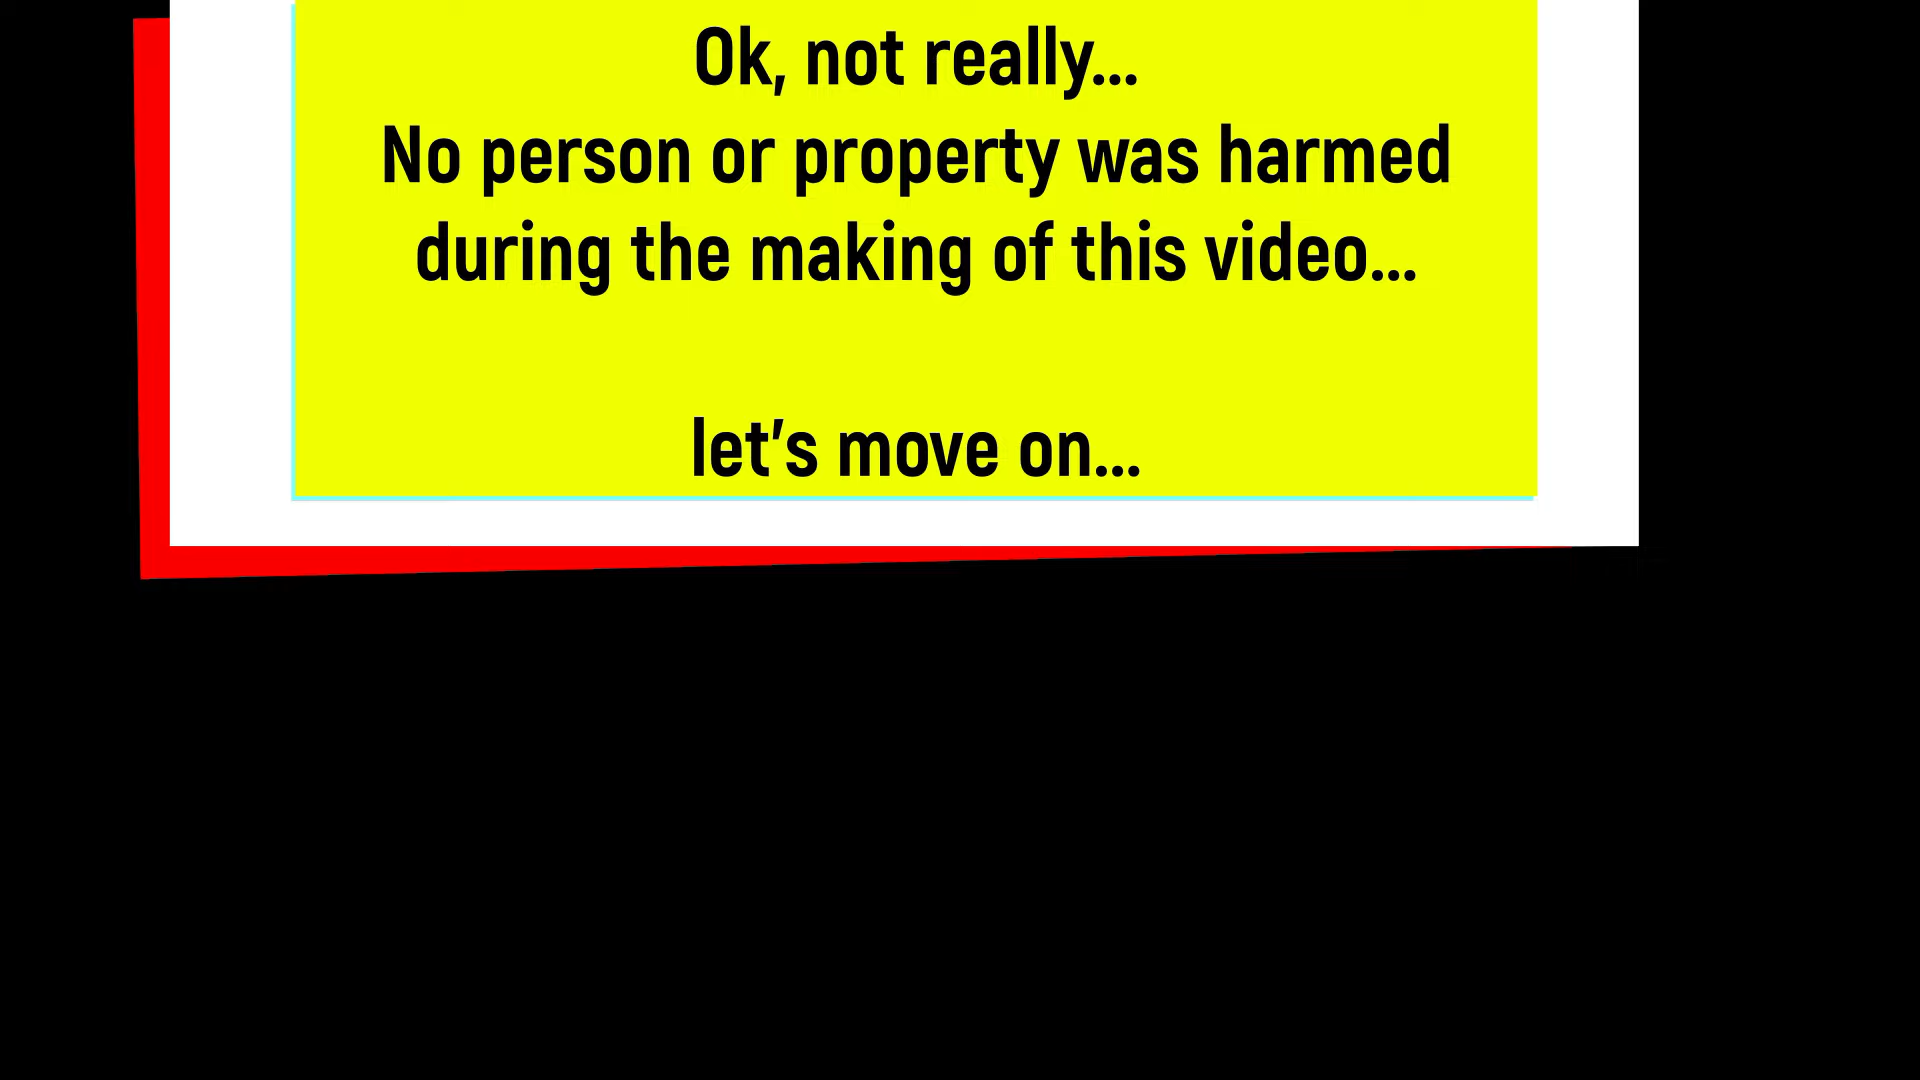 Ok, not really...
No person or property was harmed
during the making of this video...
let's move on...